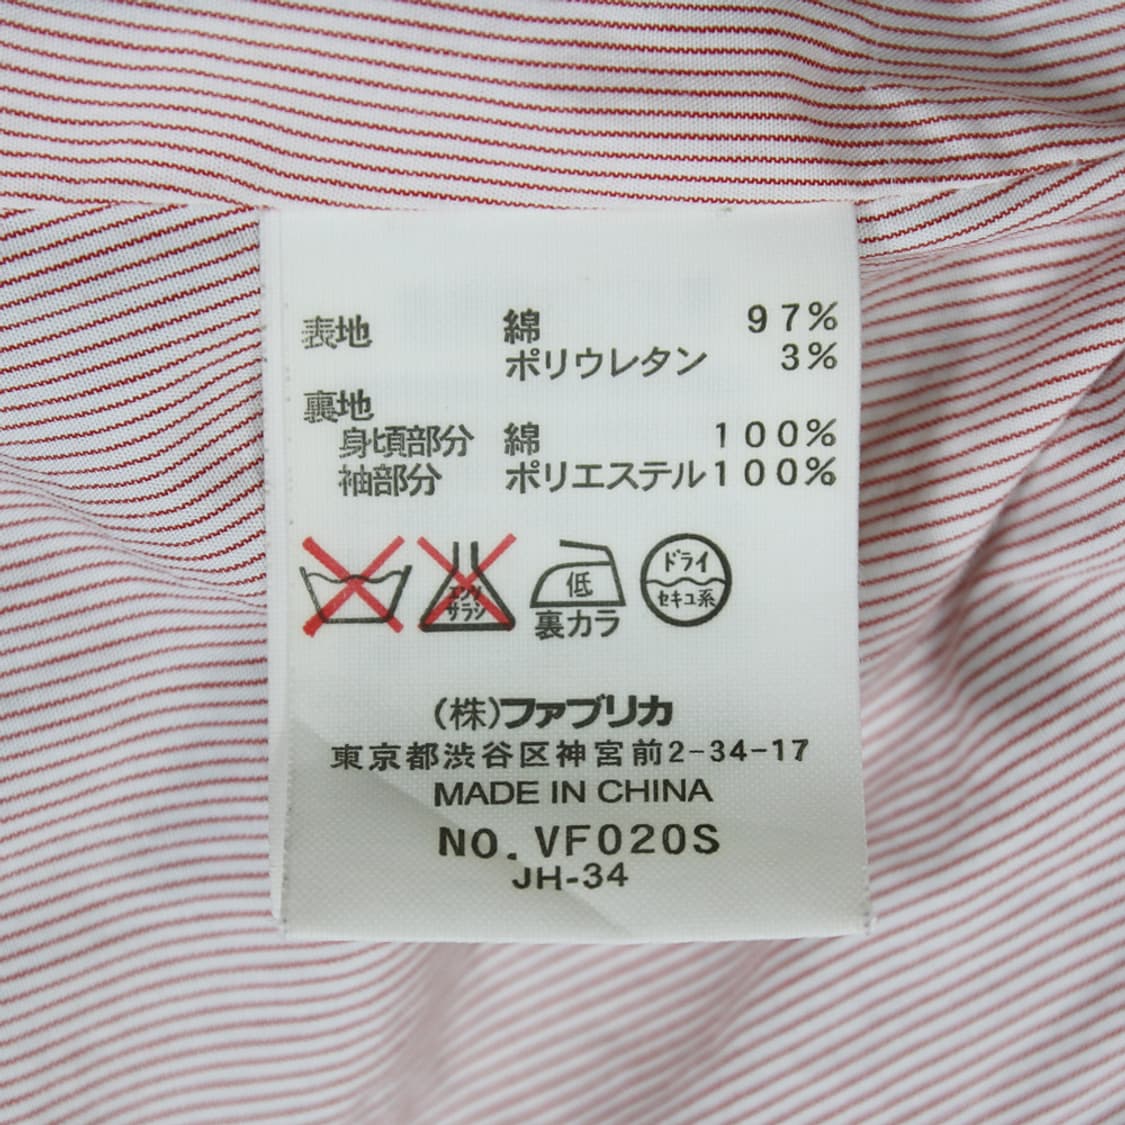 表地 綿 97%
ポリウレタン 3%
裏地
身頃部分 綿 100%
袖部分 ポリエステル100%
エンソ サラシ
低
裏カラ
ドライ
セキユ系
(株)ファブリカ
東京都渋谷区神宮前2-34-17
MADE IN CHINA
NO. VF020S
JH-34